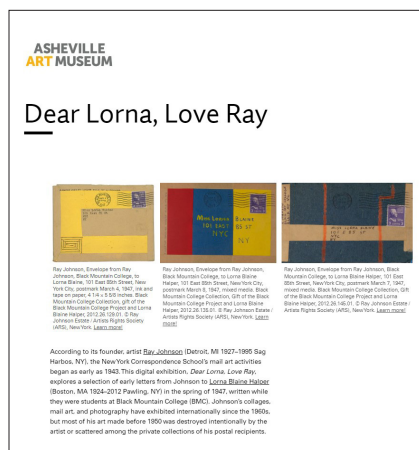 ASHEVILLE
ART MUSEUM
Dear Lorna, Love Ray
MISS LORNA BLAINE
101 EAST 85 ST
NYC
NY
Ray Johnson, Envelope from Ray
Johnson, Black Mountain College, to
Lorna Blaine, 101 East 85th Street, New
York City, postmark March 4, 1947, ink and
tape on paper, 4 1/4 x 5 5/8 inches. Black
Mountain College Collection, gift of the
Black Mountain College Project and Lorna
Blaine Halper, 2012.26.129.01. © Ray
Johnson Estate / Artists Rights Society
(ARS), New York. Learn more!
Ray Johnson, Envelope from Ray Johnson,
Black Mountain College, to Lorna Blaine
Halper, 101 East 85th Street, New York City,
postmark March 8, 1947, mixed media. Black
Mountain College Collection, Gift of the
Black Mountain College Project and Lorna
Blaine Halper, 2012.26.135.01. © Ray Johnson Estate /
Artists Rights Society (ARS), New York. Learn
more!
Ray Johnson, Envelope from Ray Johnson, Black
Mountain College, to Lorna Blaine Halper, 101 East
85th Street, New York City, postmark March 7, 1947,
mixed media. Black Mountain College Collection, Gift
of the Black Mountain College Project and Lorna
Blaine Halper, 2012.26.145.01. © Ray Johnson Estate /
Artists Rights Society (ARS), New York. Learn more!
According to its founder, artist Ray Johnson (Detroit, MI 1927–1995 Sag
Harbor, NY), the New York Correspondence School's mail art activities
began as early as 1943. This digital exhibition, Dear Lorna, Love Ray,
explores a selection of early letters from Johnson to Lorna Blaine Halper
(Boston, MA 1924–2012 Pawling, NY) in the spring of 1947, written while
they were students at Black Mountain College (BMC). Johnson's collages,
mail art, and photography have exhibited internationally since the 1960s,
but most of his art made before 1950 was destroyed intentionally by the
artist or scattered among the private collections of his postal recipients.